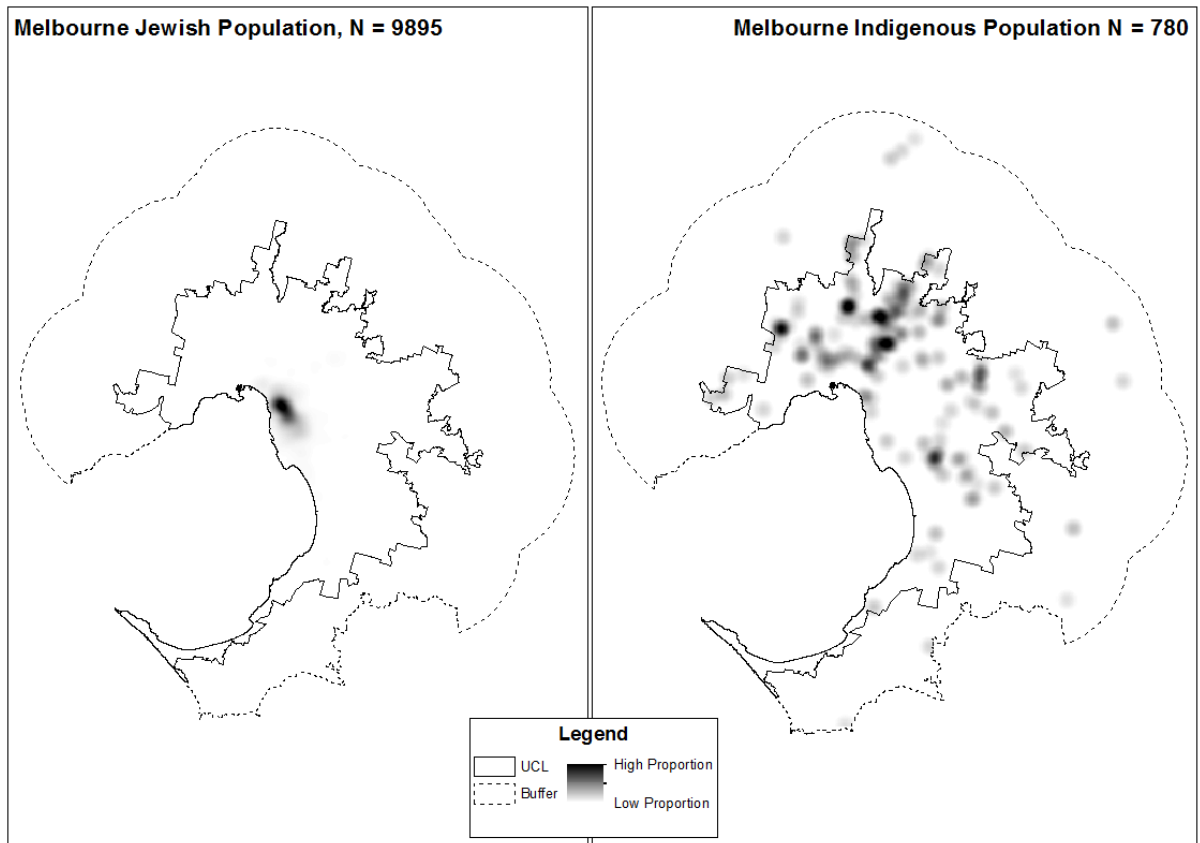 Melbourne Jewish Population, N = 9895
Melbourne Indigenous Population N = 780
Legend
UCL
Buffer
High Proportion
Low Proportion